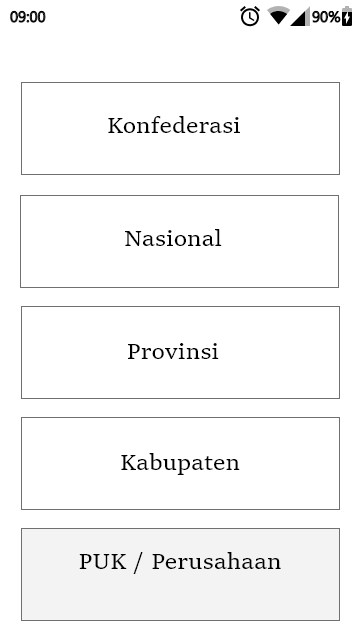 09:00 90%
Konfederasi
Nasional
Provinsi
Kabupaten
PUK / Perusahaan